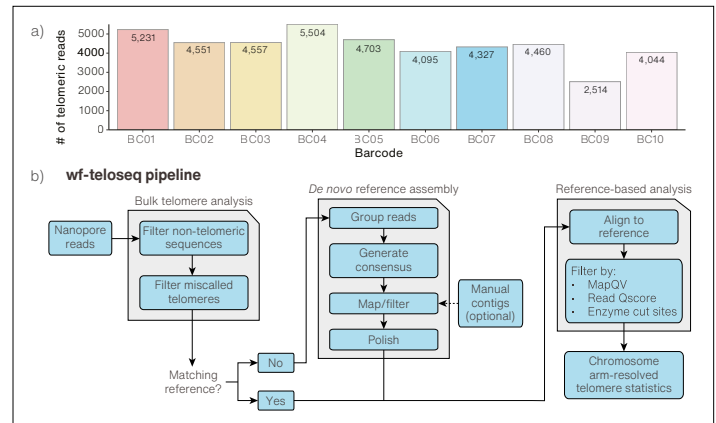 a)
# of telomeric reads
5000
4000
3000
2000
1000
0
5,231
4,551
4,557
5,504
4,703
4,095
4,327
4,460
2,514
4,044
BC01
BC02
BC03
BC04
BC05
BC06
BC07
BC08
BC09
BC10
Barcode
b)
wf-teloseq pipeline
Bulk telomere analysis
Nanopore
reads
Filter non-telomeric
sequences
Filter miscalled
telomeres
Matching
reference?
No
Yes
De novo reference assembly
Group reads
Generate
consensus
Map/filter
Polish
Manual
contigs
(optional)
Reference-based analysis
Align to
reference
Filter by:
• MapQV
• Read Qscore
• Enzyme cut sites
Chromosome
arm-resolved
telomere statistics